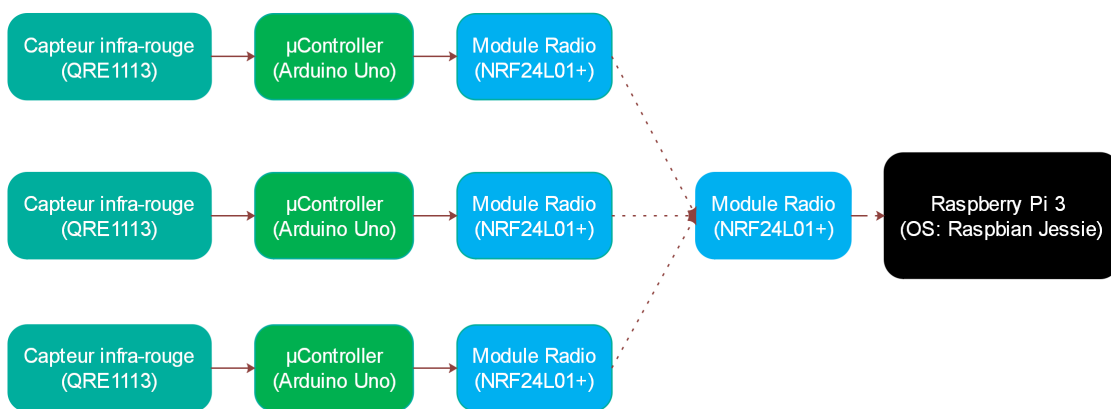 Capteur infra-rouge
(QRE1113)
µController
(Arduino Uno)
Module Radio
(NRF24L01+)
Capteur infra-rouge
(QRE1113)
µController
(Arduino Uno)
Module Radio
(NRF24L01+)
Module Radio
(NRF24L01+)
Raspberry Pi 3
(OS: Raspbian Jessie)
Capteur infra-rouge
(QRE1113)
µController
(Arduino Uno)
Module Radio
(NRF24L01+)